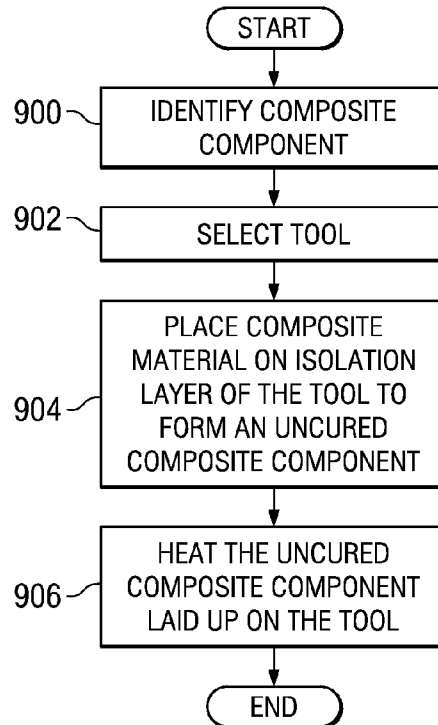 START
900
IDENTIFY COMPOSITE
COMPONENT
902
SELECT TOOL
904
PLACE COMPOSITE
MATERIAL ON ISOLATION
LAYER OF THE TOOL TO
FORM AN UNCURED
COMPOSITE COMPONENT
906
HEAT THE UNCURED
COMPOSITE COMPONENT
LAID UP ON THE TOOL
END